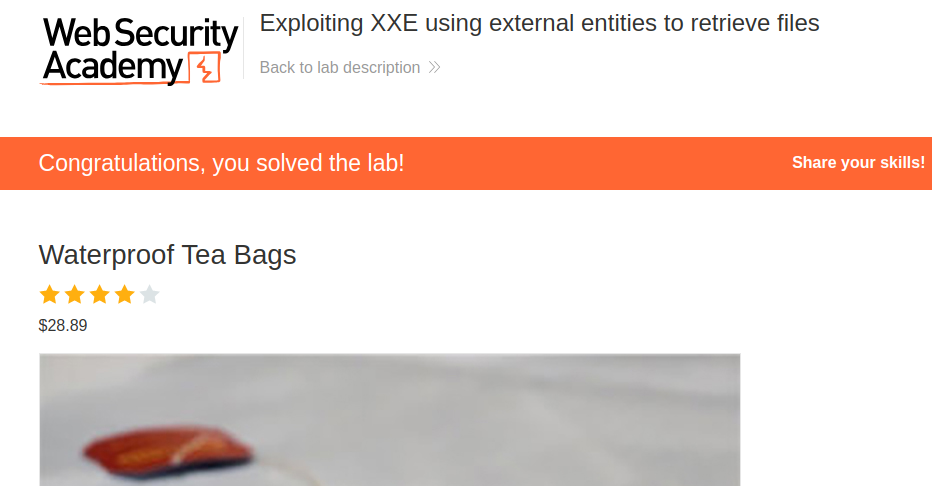 Web Security
Academy
Exploiting XXE using external entities to retrieve files
Back to lab description
Congratulations, you solved the lab!
Share your skills!
Waterproof Tea Bags
$28.89